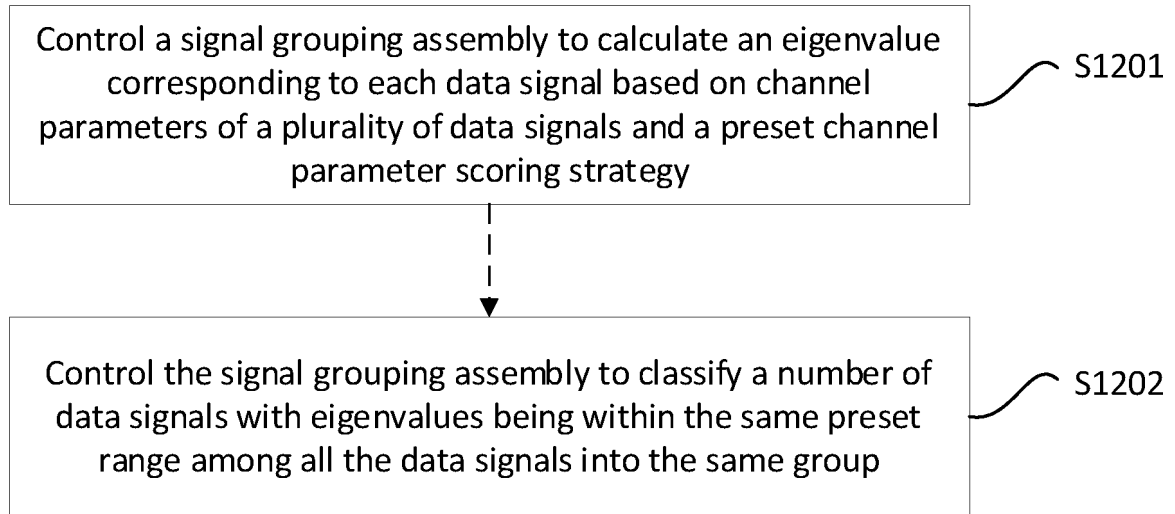 Control a signal grouping assembly to calculate an eigenvalue
corresponding to each data signal based on channel
parameters of a plurality of data signals and a preset channel
parameter scoring strategy
S1201
Control the signal grouping assembly to classify a number of
data signals with eigenvalues being within the same preset
range among all the data signals into the same group
S1202